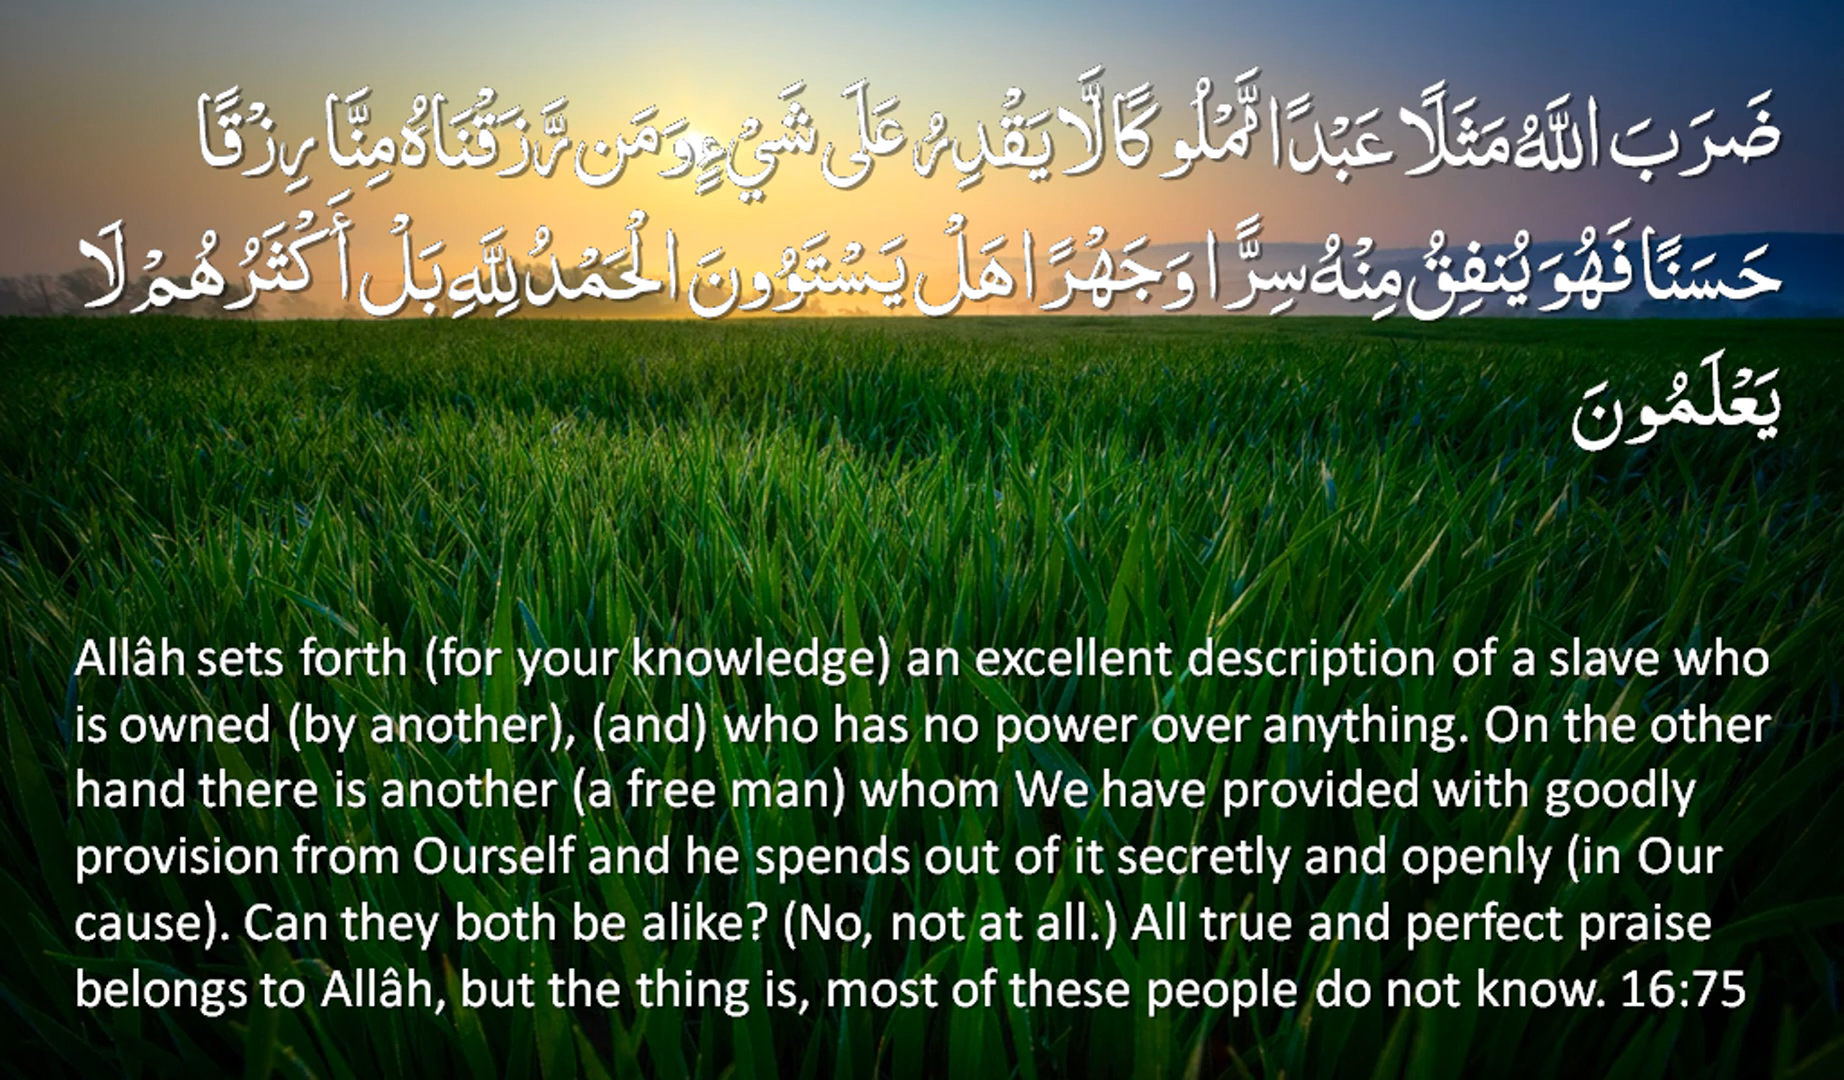 ضَرَبَ اللَّهُ مَثَلًا عَبْدًا مَّمْلُوكًا لَّا يَقْدِرُ عَلَى شَيْءٍ وَمَن رَّزَقْنَاهُ مِنَّا رِزْقًا
حَسَنًا فَهُوَ يُنفِقُ مِنْهُ سِرًّا وَجَهْرًا هَلْ يَسْتَوُونَ الْحَمْدُ لِلَّهِ بَلْ أَكْثَرُهُمْ لَا
يَعْلَمُونَ
Allâh sets forth (for your knowledge) an excellent description of a slave who
is owned (by another), (and) who has no power over anything. On the other
hand there is another (a free man) whom We have provided with goodly
provision from Ourself and he spends out of it secretly and openly (in Our
cause). Can they both be alike? (No, not at all.) All true and perfect praise
belongs to Allâh, but the thing is, most of these people do not know. 16:75